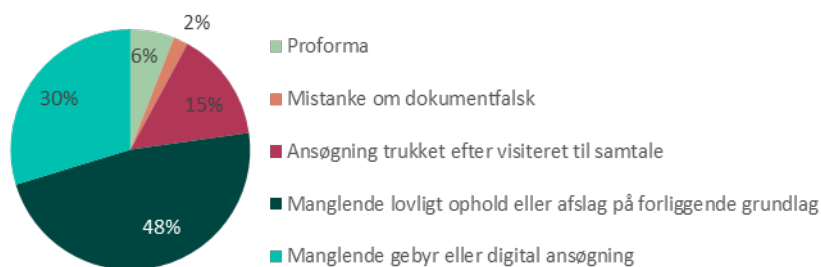 2%
6%
Proforma
30%
15%
Mistanke om dokumentfalsk
Ansøgning trukket efter visiteret til samtale
Manglende lovligt ophold eller afslag på forliggende grundlag
48%
Manglende gebyr eller digital ansøgning